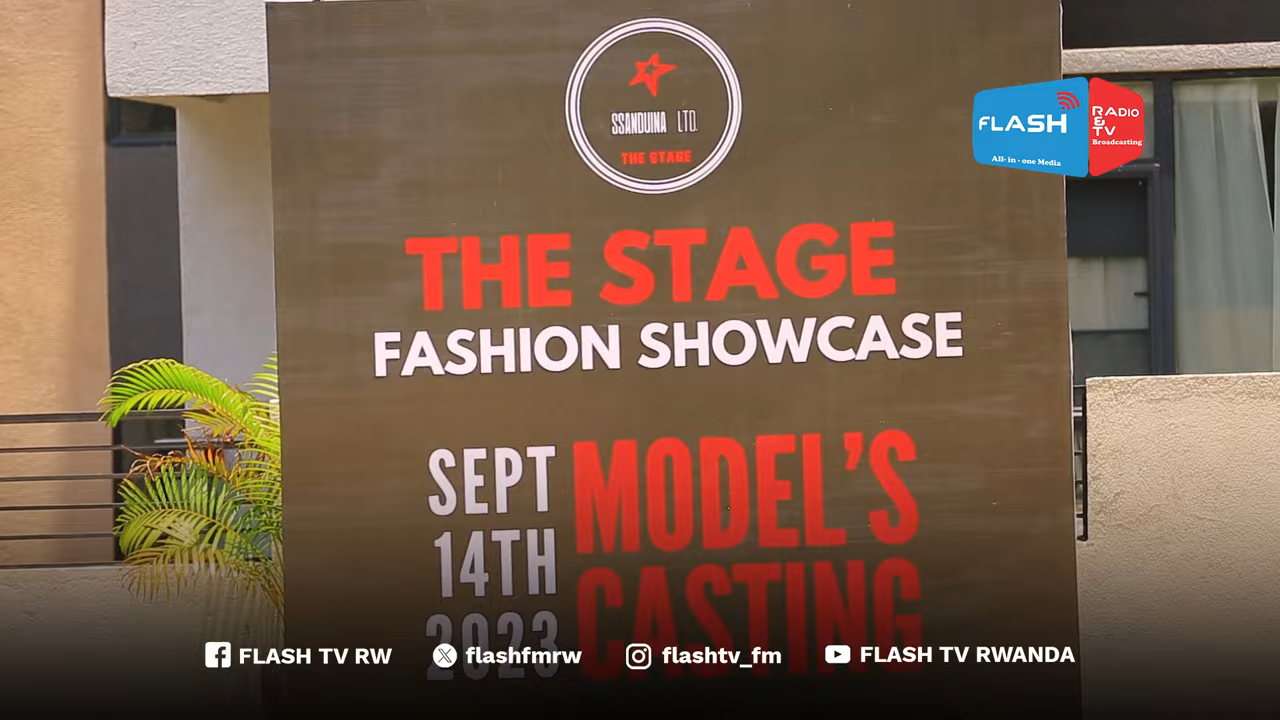 SSANDUINA LTD.
THE STAGE
FLASH
All- in - one Media
RADIO
&
TV
Broadcasting
THE STAGE
FASHION SHOWCASE
SEPT
14TH
2023
MODEL'S
CASTING
FLASH TV RW
flashfmrw
flashtv_fm
FLASH TV RWANDA